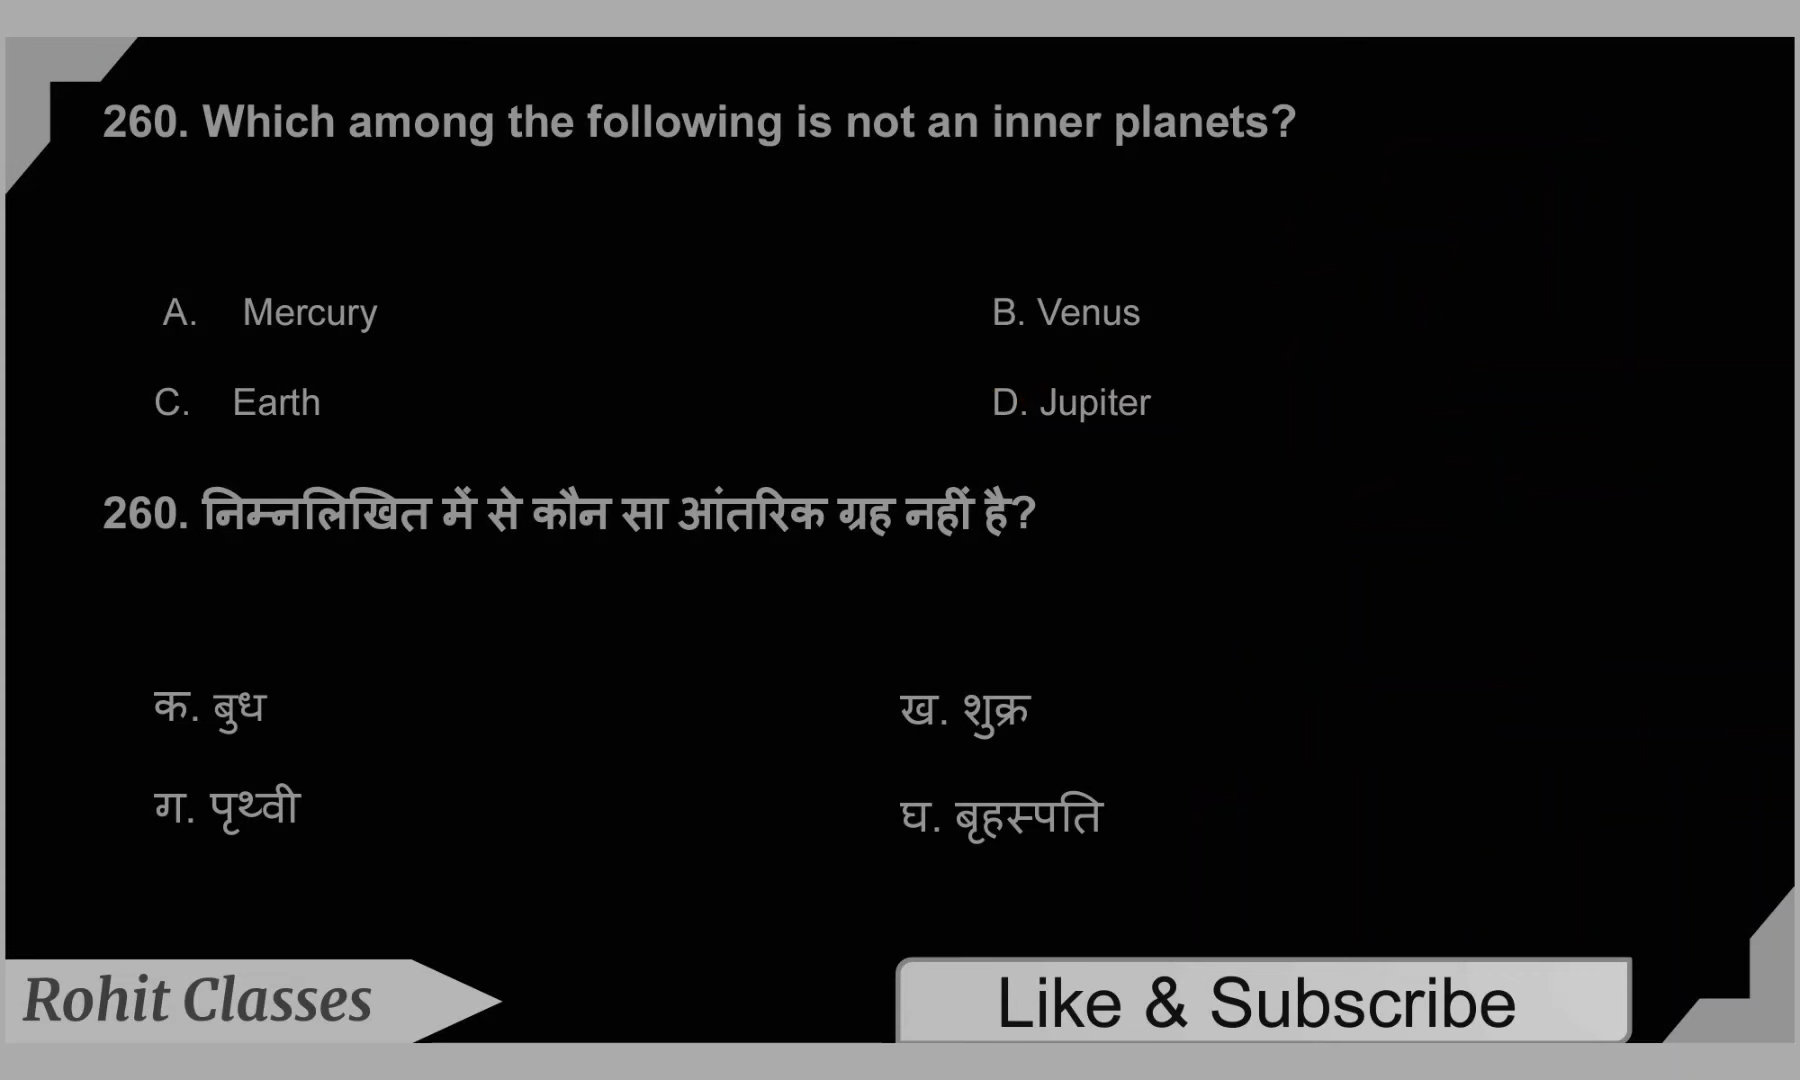 260. Which among the following is not an inner planets?
A. Mercury B. Venus
C. Earth D. Jupiter
260. निम्नलिखित में से कौन सा आंतरिक ग्रह नहीं है?
क. बुध ख. शुक्र
ग. पृथ्वी घ. बृहस्पति
Rohit Classes Like & Subscribe